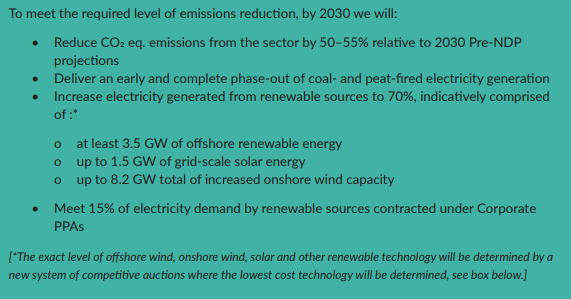 To meet the required level of emissions reduction, by 2030 we will:
• Reduce CO₂ eq. emissions from the sector by 50–55% relative to 2030 Pre-NDP
projections
• Deliver an early and complete phase-out of coal- and peat-fired electricity generation
• Increase electricity generated from renewable sources to 70%, indicatively comprised
of :*
o at least 3.5 GW of offshore renewable energy
o up to 1.5 GW of grid-scale solar energy
o up to 8.2 GW total of increased onshore wind capacity
• Meet 15% of electricity demand by renewable sources contracted under Corporate
PPAs
[*The exact level of offshore wind, onshore wind, solar and other renewable technology will be determined by a
new system of competitive auctions where the lowest cost technology will be determined, see box below.]